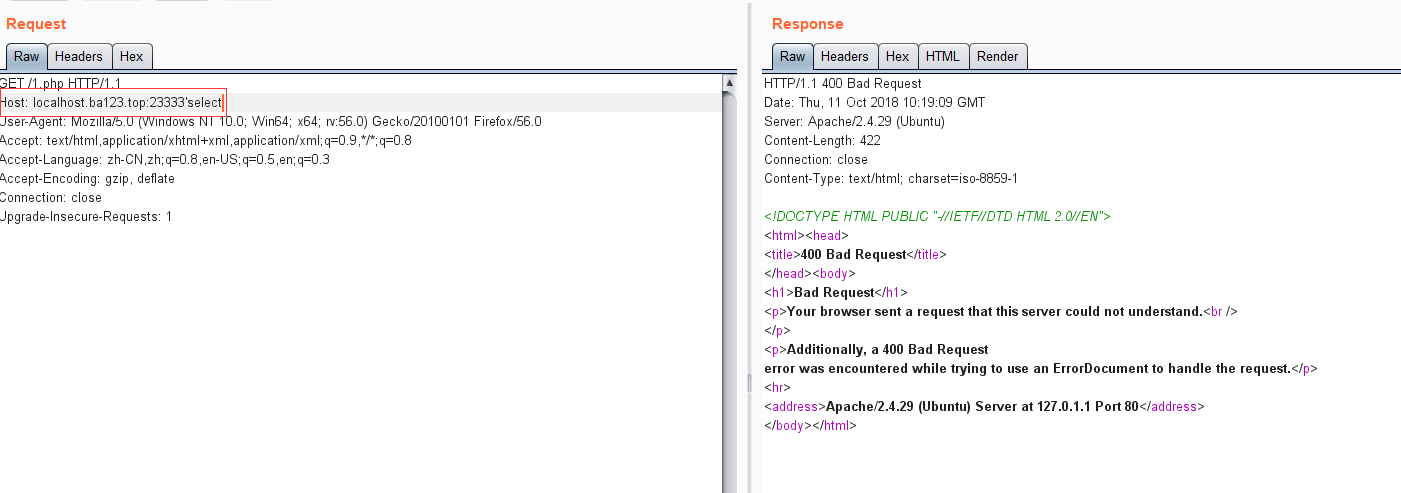 Request
Raw Headers Hex
GET /1.php HTTP/1.1
Host: localhost.ba123.top:23333'select
User-Agent: Mozilla/5.0 (Windows NT 10.0; Win64; x64; rv:56.0) Gecko/20100101 Firefox/56.0
Accept: text/html,application/xhtml+xml,application/xml;q=0.9,*/*;q=0.8
Accept-Language: zh-CN,zh;q=0.8,en-US;q=0.5,en;q=0.3
Accept-Encoding: gzip, deflate
Connection: close
Upgrade-Insecure-Requests: 1
Response
Raw Headers Hex HTML Render
HTTP/1.1 400 Bad Request
Date: Thu, 11 Oct 2018 10:19:09 GMT
Server: Apache/2.4.29 (Ubuntu)
Content-Length: 422
Connection: close
Content-Type: text/html; charset=iso-8859-1
<!DOCTYPE HTML PUBLIC "-//IETF//DTD HTML 2.0//EN">
<html><head>
<title>400 Bad Request</title>
</head><body>
<h1>Bad Request</h1>
<p>Your browser sent a request that this server could not understand.<br />
</p>
<p>Additionally, a 400 Bad Request
error was encountered while trying to use an ErrorDocument to handle the request.</p>
<hr>
<address>Apache/2.4.29 (Ubuntu) Server at 127.0.1.1 Port 80</address>
</body></html>